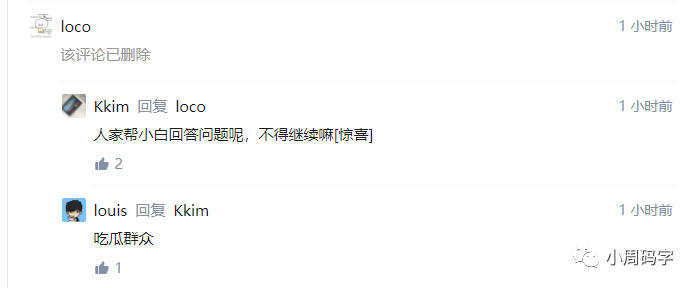 loco 1 小时前
该评论已删除
Kkim 回复 loco 1 小时前
人家帮小白回答问题呢，不得继续嘛[惊喜]
2
louis 回复 Kkim 1 小时前
吃瓜群众
1
小周码字